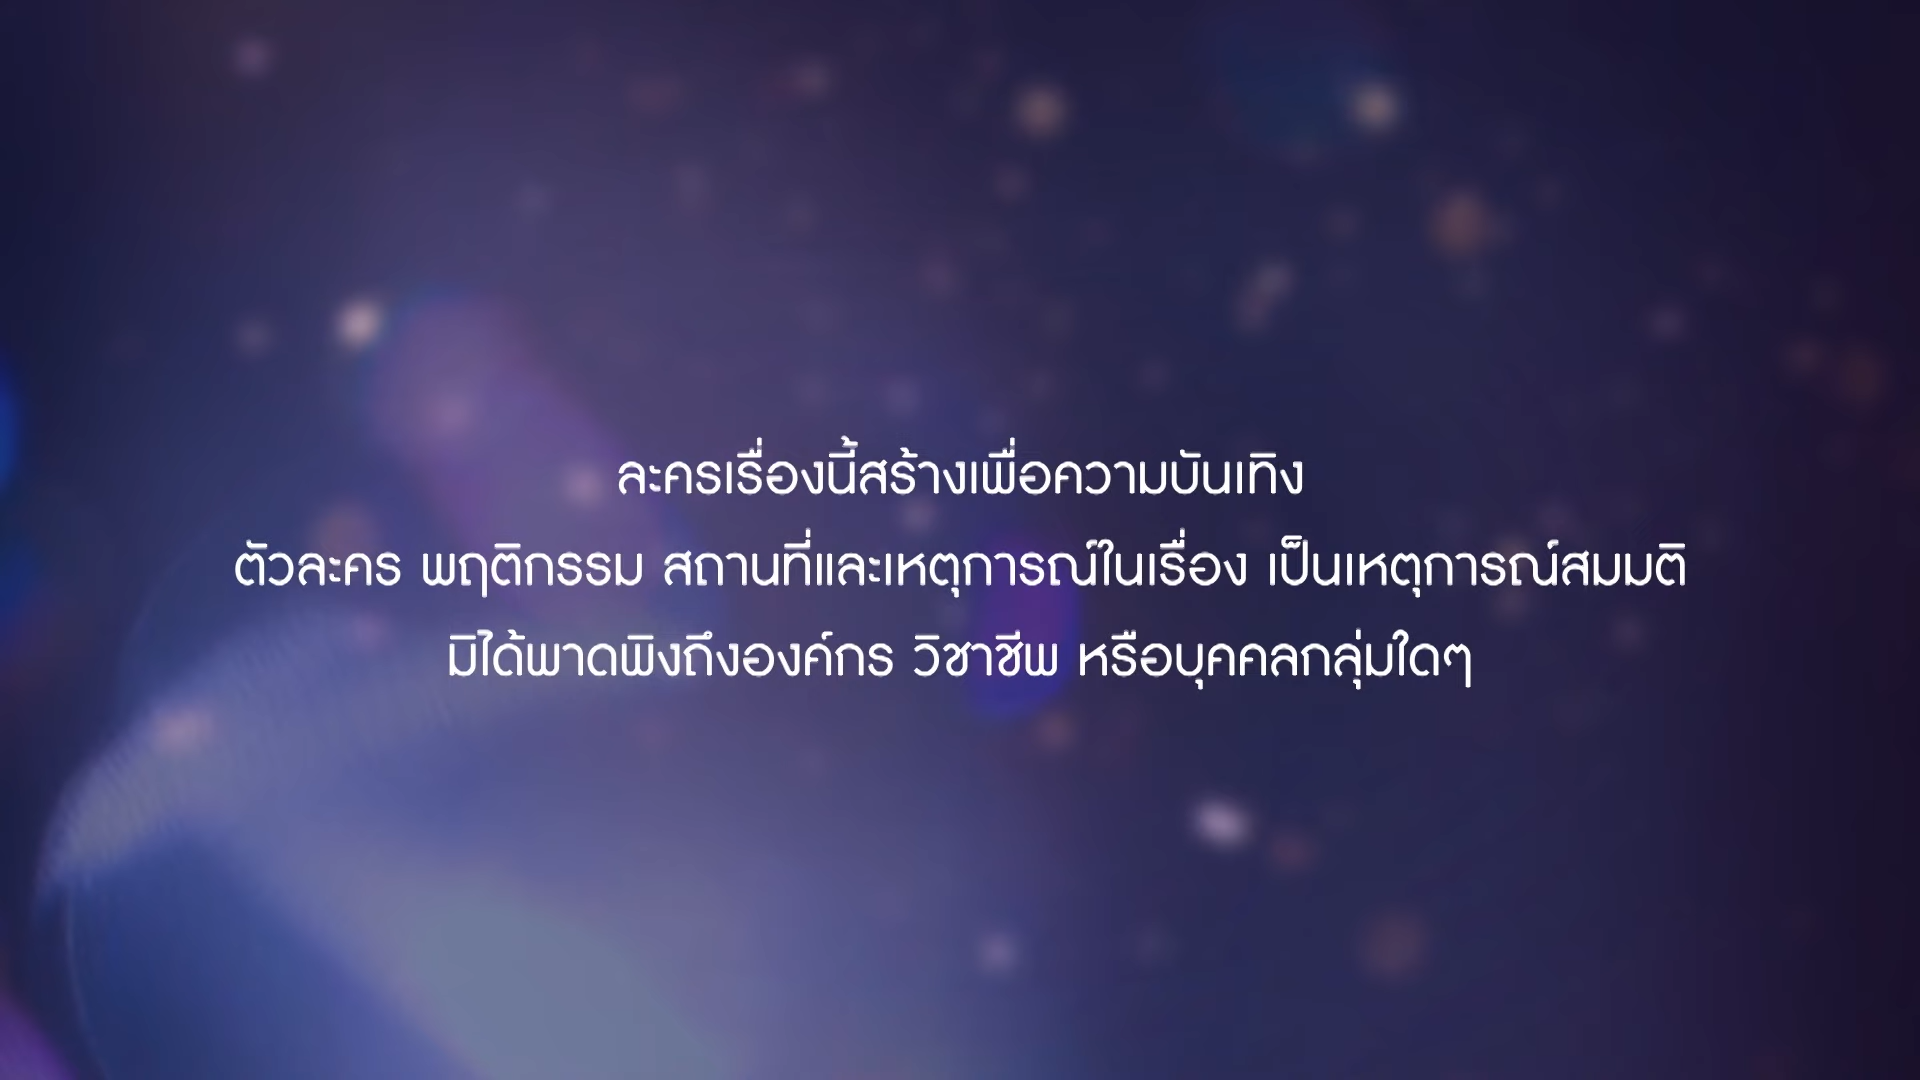 ละครเรื่องนี้สร้างเพื่อความบันเทิง
ตัวละคร พฤติกรรม สถานที่และเหตุการณ์ในเรื่อง เป็นเหตุการณ์สมมติ
มิได้พาดพิงถึงองค์กร วิชาชีพ หรือบุคคลกลุ่มใดๆ